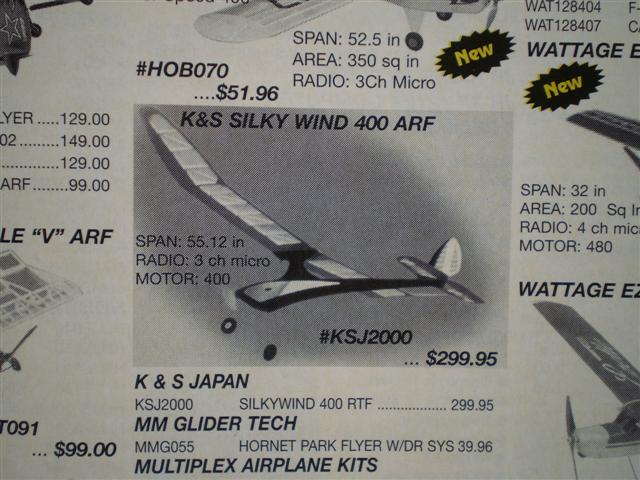 WAT128404 F-
WAT128407 CA
WATTAGE E
SPAN: 52.5 in
AREA: 350 sq in
RADIO: 3Ch Micro
New
#HOB070
....$51.96
New
LYER.....129.00
02........149.00
...........129.00
ARF........99.00
LE "V" ARF
K&S SILKY WIND 400 ARF
SPAN: 55.12 in
RADIO: 3 ch micro
MOTOR: 400
#KSJ2000
... $299.95
SPAN: 32 in
AREA: 200 Sq In
RADIO: 4 ch mic
MOTOR: 480
WATTAGE EZ
K & S JAPAN
KSJ2000 SILKYWIND 400 RTF .................. 299.95
MM GLIDER TECH
MMG055 HORNET PARK FLYER W/DR SYS 39.96
MULTIPLEX AIRPLANE KITS
T091
... $99.00